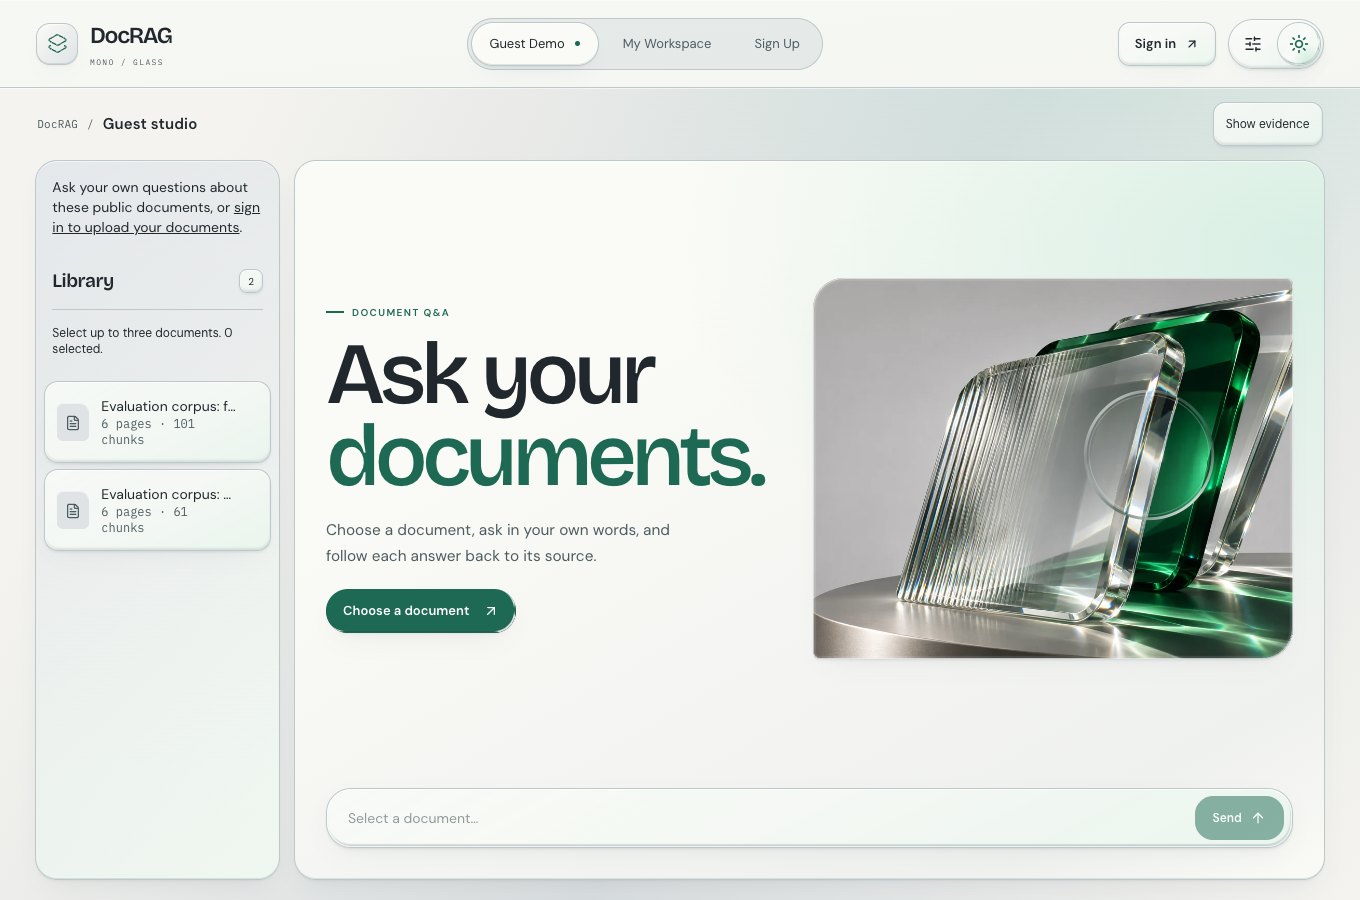 DocRAG
MONO / GLASS
Guest Demo
My Workspace
Sign Up
Sign in
DocRAG / Guest studio
Show evidence
Ask your own questions about
these public documents, or sign
in to upload your documents.
Library
2
Select up to three documents. 0
selected.
Evaluation corpus: f…
6 pages · 101
chunks
Evaluation corpus: …
6 pages · 61
chunks
DOCUMENT Q&A
Ask your
documents.
Choose a document, ask in your own words, and
follow each answer back to its source.
Choose a document
Select a document…
Send